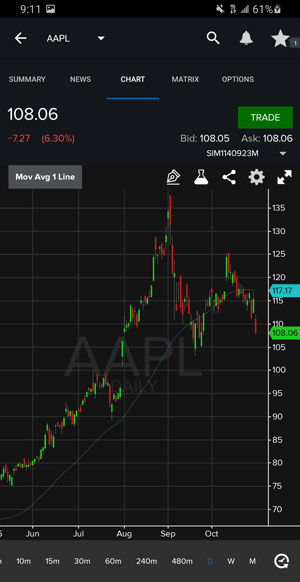 9:11 61%
AAPL 1
SUMMARY NEWS CHART MATRIX OPTIONS
108.06 TRADE
-7.27 (6.30%) Bid: 108.05 Ask: 108.06
SIM1140923M
Mov Avg 1 Line
135
130
125
120
117.17
115
110
108.06
105
100
95
90
85
80
75
70
AAPL
DAILY
6 Jun Jul Aug Sep Oct
10m 15m 30m 60m 240m 480m D W M